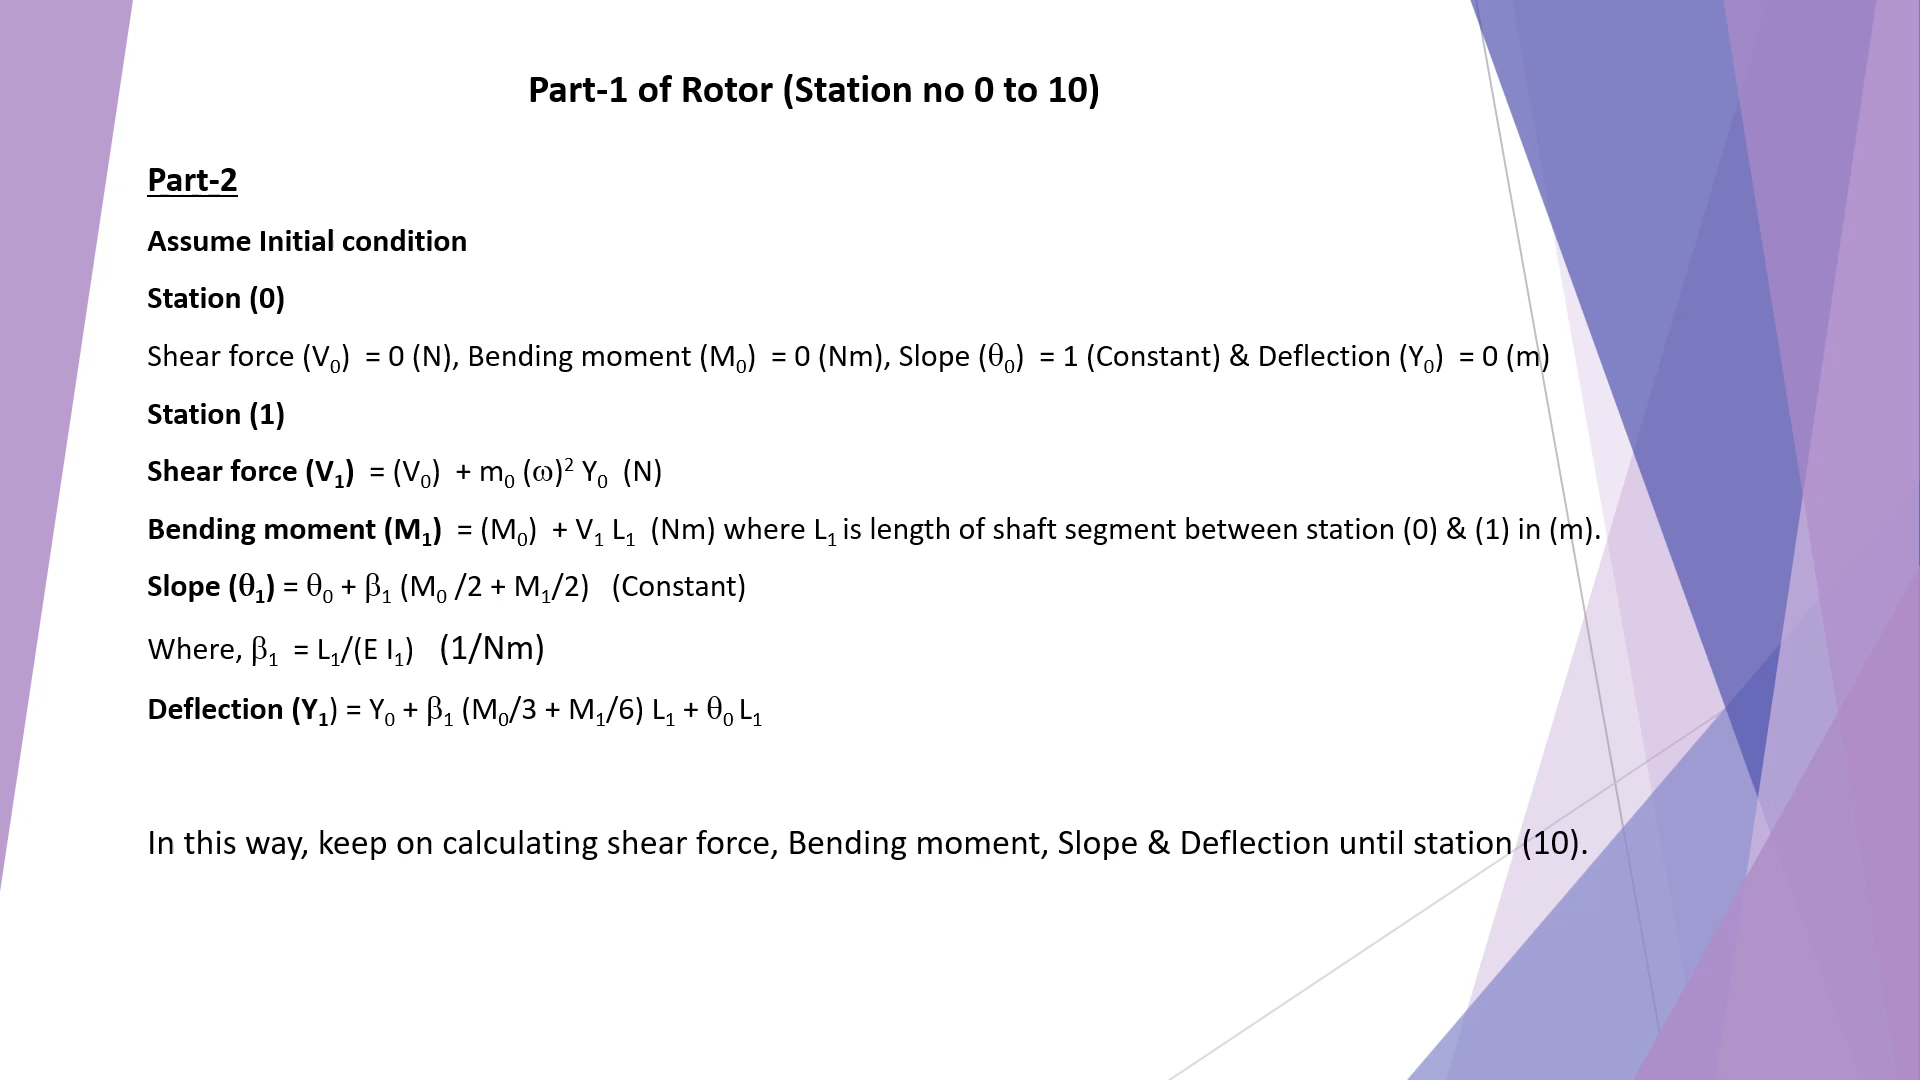 Part-1 of Rotor (Station no 0 to 10)
Part-2
Assume Initial condition
Station (0)
Shear force (V₀) = 0 (N), Bending moment (M₀) = 0 (Nm), Slope (θ₀) = 1 (Constant) & Deflection (Y₀) = 0 (m)
Station (1)
Shear force (V₁) = (V₀) + m₀ (ω)² Y₀ (N)
Bending moment (M₁) = (M₀) + V₁ L₁ (Nm) where L₁ is length of shaft segment between station (0) & (1) in (m).
Slope (θ₁) = θ₀ + β₁ (M₀ /2 + M₁/2) (Constant)
Where, β₁ = L₁/(E I₁) (1/Nm)
Deflection (Y₁) = Y₀ + β₁ (M₀/3 + M₁/6) L₁ + θ₀ L₁
In this way, keep on calculating shear force, Bending moment, Slope & Deflection until station (10).